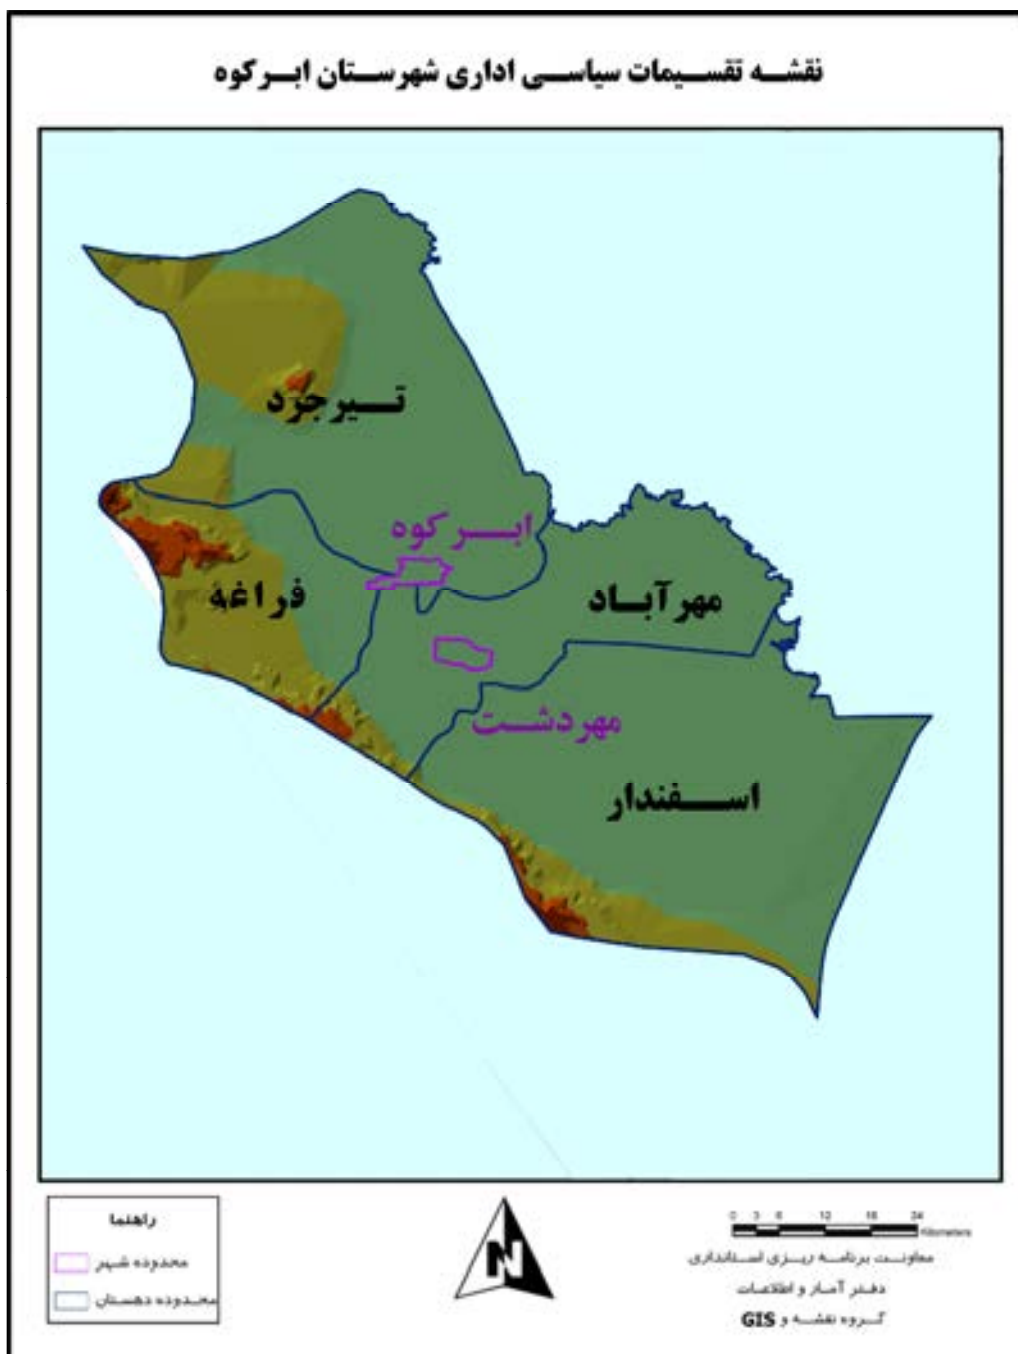 نقشه تقسیمات سیاسی اداری شهرستان ابرکوه
تیرجرد
ابرکوه
مهرآباد
فراغه
مهردشت
اسفندار
راهنما
محدوده شهر
محدوده دهستان
N
0 3 6 12 18 24
Kilometers
معاونت برنامه ریزی استانداری
دفتر آمار و اطلاعات
گروه نقشه و GIS